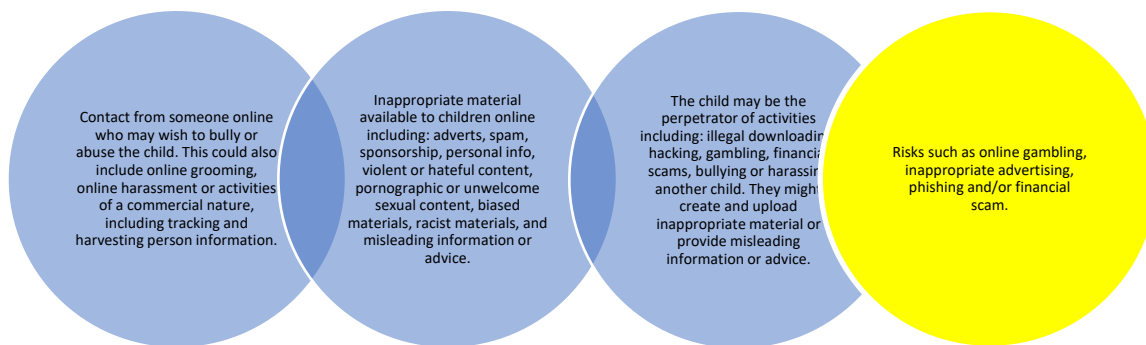 Contact from someone online
who may wish to bully or
abuse the child. This could also
include online grooming,
online harassment or activities
of a commercial nature,
including tracking and
harvesting person information.
Inappropriate material
available to children online
including: adverts, spam,
sponsorship, personal info,
violent or hateful content,
pornographic or unwelcome
sexual content, biased
materials, racist materials, and
misleading information or
advice.
The child may be the
perpetrator of activities
including: illegal downloadin
hacking, gambling, financia
scams, bullying or harassin
another child. They might
create and upload
inappropriate material or
provide misleading
information or advice.
Risks such as online gambling,
inappropriate advertising,
phishing and/or financial
scam.